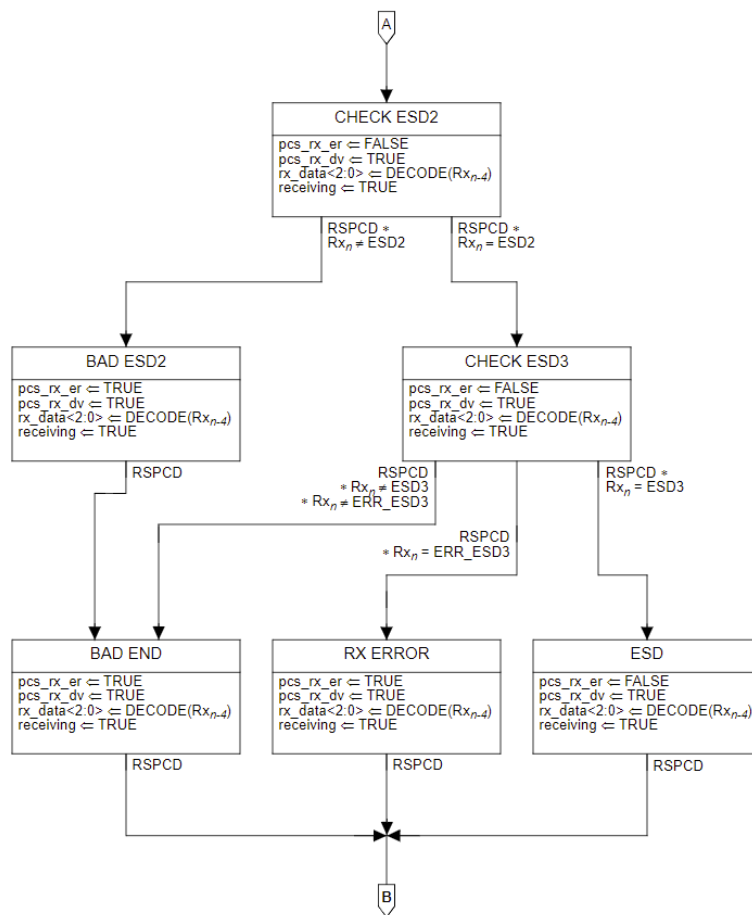 A
CHECK ESD2
pcs_rx_er ⇐ FALSE
pcs_rx_dv ⇐ TRUE
rx_data<2:0> ⇐ DECODE(Rxn-4)
receiving ⇐ TRUE
RSPCD *
Rxn ≠ ESD2
RSPCD *
Rxn = ESD2
BAD ESD2
pcs_rx_er ⇐ TRUE
pcs_rx_dv ⇐ TRUE
rx_data<2:0> ⇐ DECODE(Rxn-4)
receiving ⇐ TRUE
RSPCD
CHECK ESD3
pcs_rx_er ⇐ FALSE
pcs_rx_dv ⇐ TRUE
rx_data<2:0> ⇐ DECODE(Rxn-4)
receiving ⇐ TRUE
RSPCD
* Rxn ≠ ESD3
* Rxn ≠ ERR_ESD3
RSPCD
* Rxn = ERR_ESD3
RSPCD *
Rxn = ESD3
BAD END
pcs_rx_er ⇐ TRUE
pcs_rx_dv ⇐ TRUE
rx_data<2:0> ⇐ DECODE(Rxn-4)
receiving ⇐ TRUE
RSPCD
RX ERROR
pcs_rx_er ⇐ TRUE
pcs_rx_dv ⇐ TRUE
rx_data<2:0> ⇐ DECODE(Rxn-4)
receiving ⇐ TRUE
RSPCD
ESD
pcs_rx_er ⇐ FALSE
pcs_rx_dv ⇐ TRUE
rx_data<2:0> ⇐ DECODE(Rxn-4)
receiving ⇐ TRUE
RSPCD
B